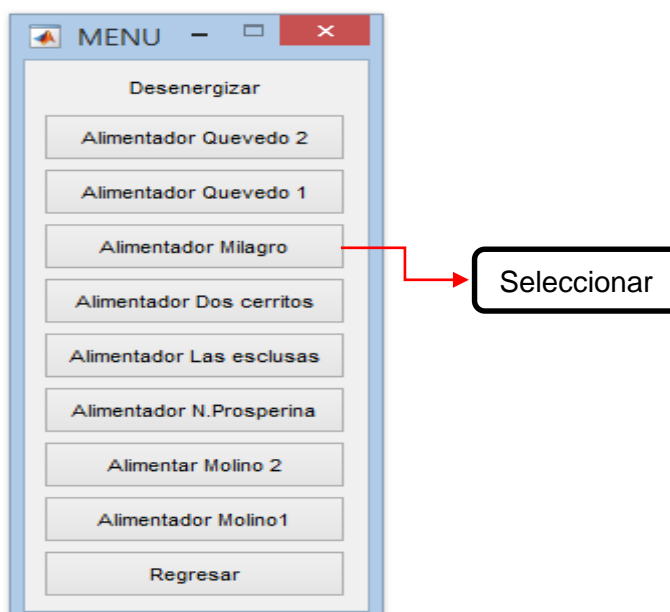 MENU
Desenergizar
Alimentador Quevedo 2
Alimentador Quevedo 1
Alimentador Milagro
Seleccionar
Alimentador Dos cerritos
Alimentador Las esclusas
Alimentador N.Prosperina
Alimentar Molino 2
Alimentador Molino1
Regresar